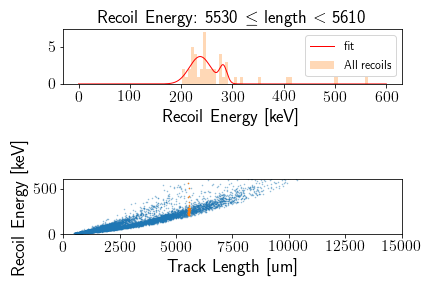 Recoil Energy: 5530 ≤ length < 5610
5
0
fit
All recoils
0 100 200 300 400 500 600
Recoil Energy [keV]
Recoil Energy [keV]
500
0
0 2500 5000 7500 10000 12500 15000
Track Length [um]